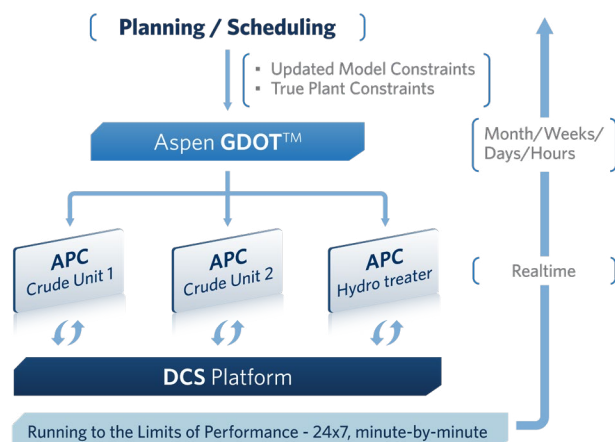 Planning / Scheduling
▪ Updated Model Constraints
▪ True Plant Constraints
Aspen GDOT™
Month/Weeks/
Days/Hours
APC
Crude Unit 1
APC
Crude Unit 2
APC
Hydro treater
Realtime
DCS Platform
Running to the Limits of Performance - 24x7, minute-by-minute